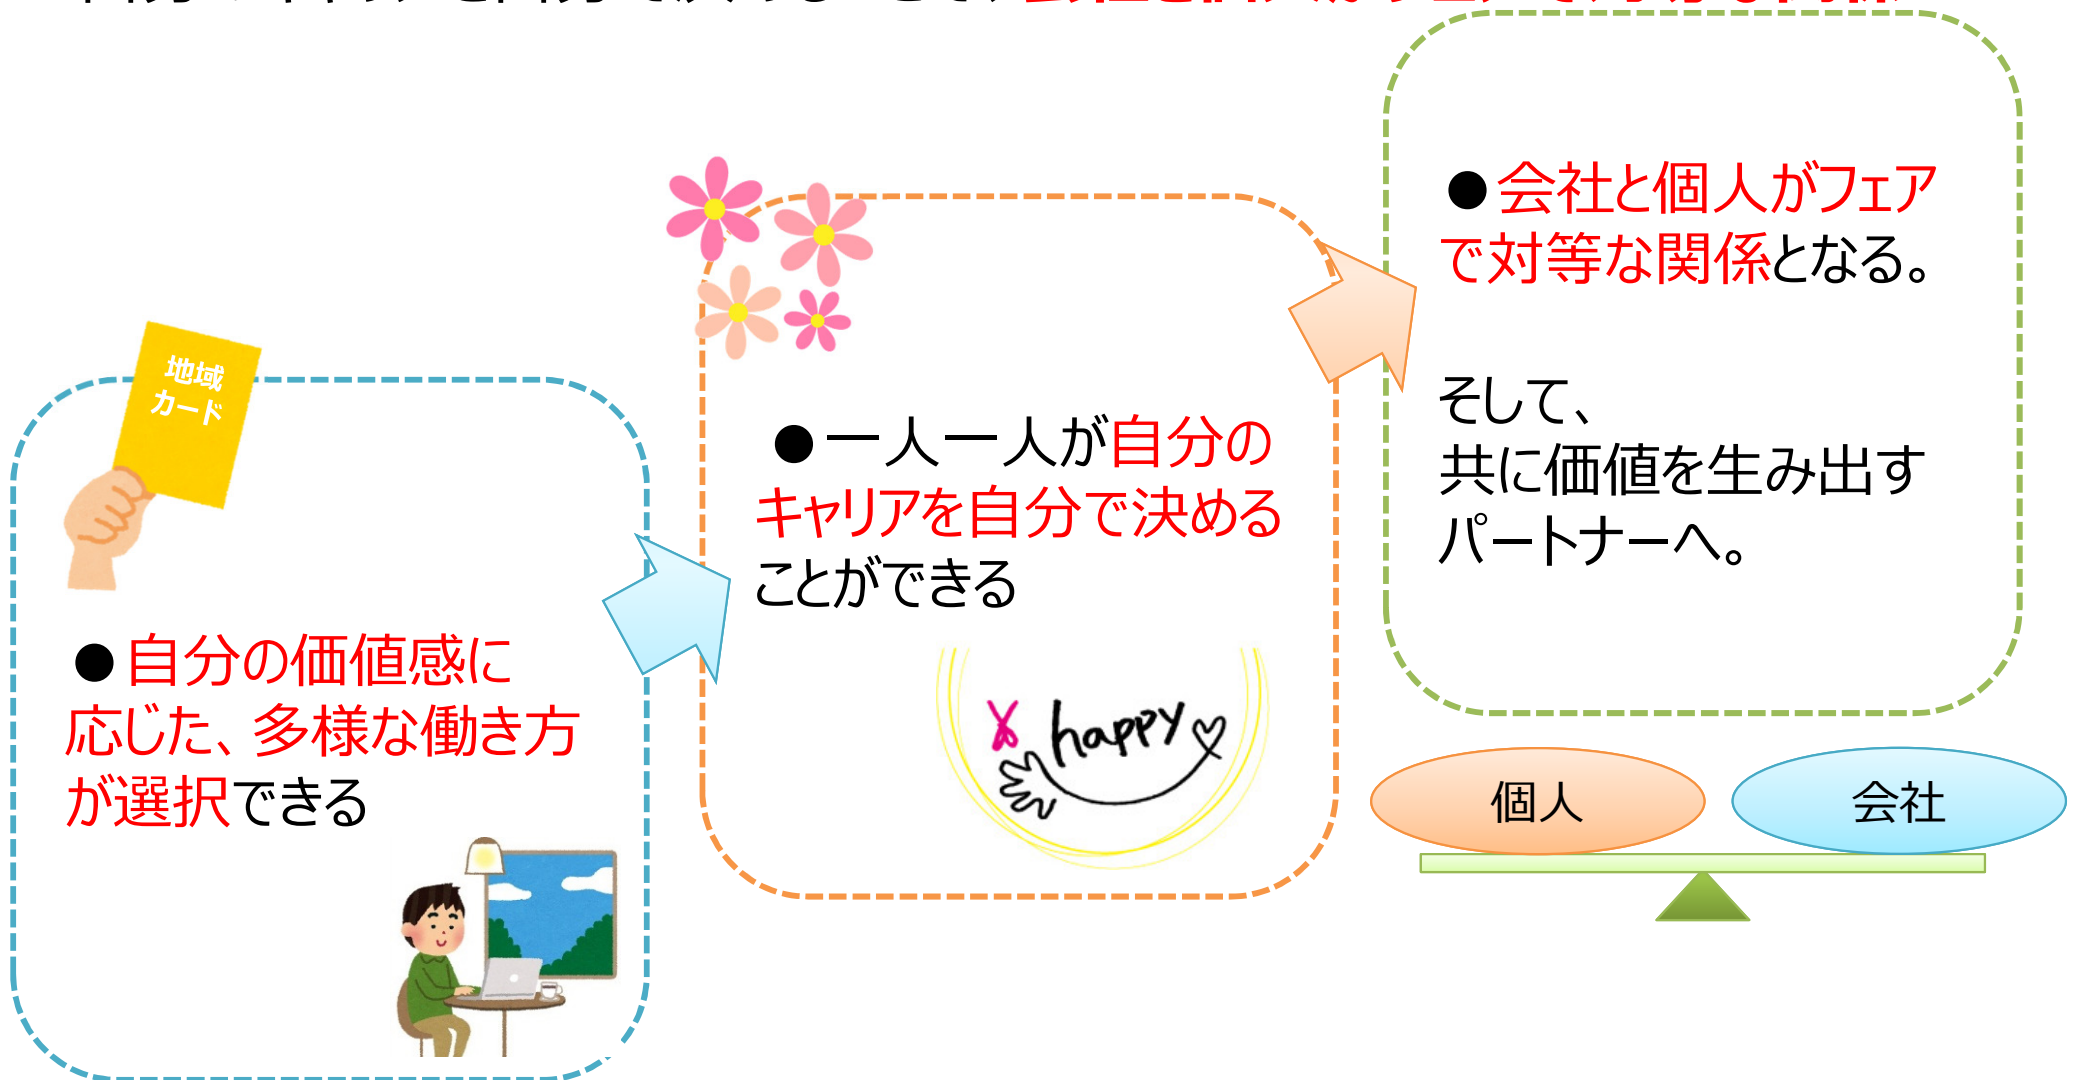 地域
カード
●自分の価値感に
応じた、多様な働き方
が選択できる
●一人一人が自分の
キャリアを自分で決める
ことができる
happy
●会社と個人がフェア
で対等な関係となる。
そして、
共に価値を生み出す
パートナーへ。
個人
会社